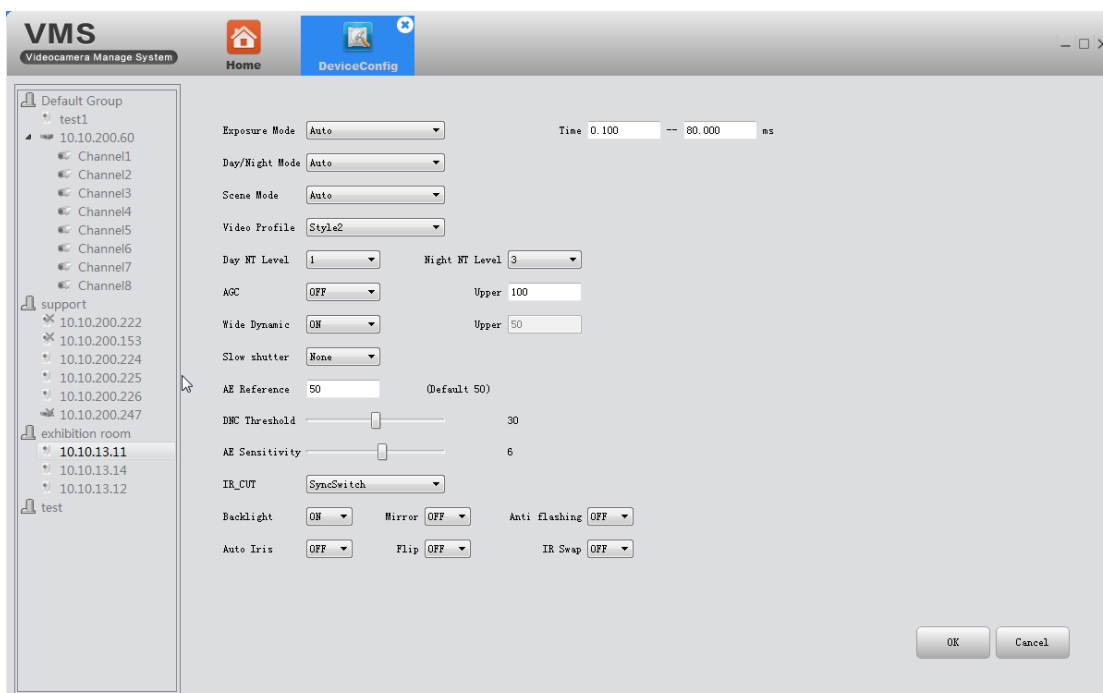 VMS
Videocamera Manage System
Home
DeviceConfig
Default Group
test1
10.10.200.60
Channel1
Channel2
Channel3
Channel4
Channel5
Channel6
Channel7
Channel8
support
10.10.200.222
10.10.200.153
10.10.200.224
10.10.200.225
10.10.200.226
10.10.200.247
exhibition room
10.10.13.11
10.10.13.14
10.10.13.12
test
Exposure Mode Auto Time 0.100 -- 80.000 ms
Day/Night Mode Auto
Scene Mode Auto
Video Profile Style2
Day NT Level 1 Night NT Level 3
AGC OFF Upper 100
Wide Dynamic ON Upper 50
Slow shutter None
AE Reference 50 (Default 50)
DNC Threshold 30
AE Sensitivity 6
IR_CUT SyncSwitch
Backlight ON Mirror OFF Anti flashing OFF
Auto Iris OFF Flip OFF IR Swap OFF
OK Cancel